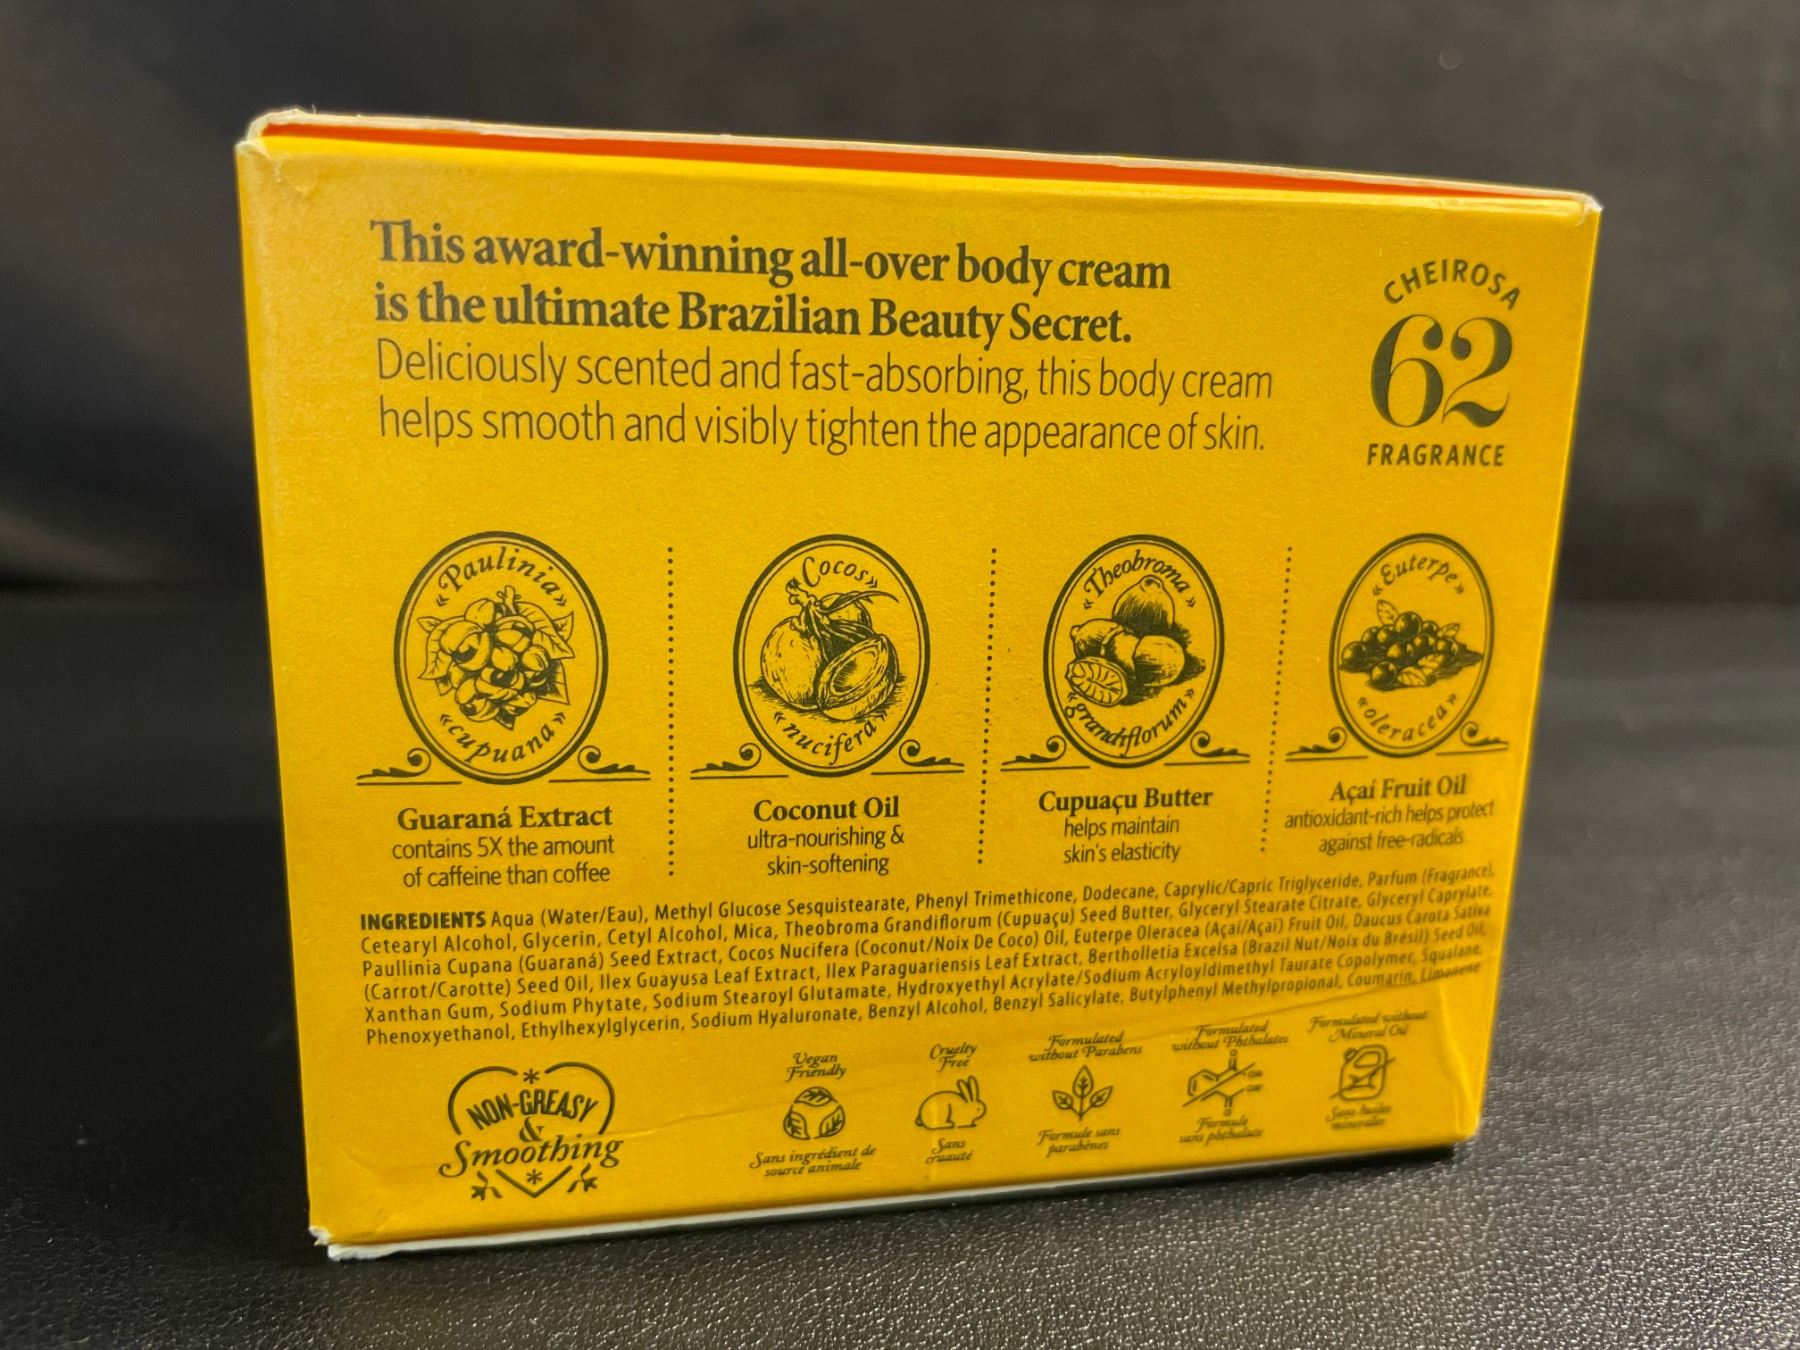 This award-winning all-over body cream
is the ultimate Brazilian Beauty Secret.
Deliciously scented and fast-absorbing, this body cream
helps smooth and visibly tighten the appearance of skin.
CHEIROSA
62
FRAGRANCE
«Paulinia»
«cupuana»
«Cocos»
«nucifera»
«Theobroma»
«grandiflorum»
«Euterpe»
«oleracea»
Guaraná Extract
contains 5X the amount
of caffeine than coffee
Coconut Oil
ultra-nourishing &
skin-softening
Cupuaçu Butter
helps maintain
skin's elasticity
Açaí Fruit Oil
antioxidant-rich helps protect
against free-radicals
INGREDIENTS Aqua (Water/Eau), Methyl Glucose Sesquistearate, Phenyl Trimethicone, Dodecane, Caprylic/Capric Triglyceride, Parfum (Fragrance),
Cetearyl Alcohol, Glycerin, Cetyl Alcohol, Mica, Theobroma Grandiflorum (Cupuaçu) Seed Butter, Glyceryl Stearate Citrate, Glyceryl Caprylate,
Paullinia Cupana (Guaraná) Seed Extract, Cocos Nucifera (Coconut/Noix De Coco) Oil, Euterpe Oleracea (Açaí/Açaï) Fruit Oil, Daucus Carota Sativa
(Carrot/Carotte) Seed Oil, Ilex Guayusa Leaf Extract, Ilex Paraguariensis Leaf Extract, Bertholletia Excelsa (Brazil Nut/Noix du Brésil) Seed Oil,
Xanthan Gum, Sodium Phytate, Sodium Stearoyl Glutamate, Hydroxyethyl Acrylate/Sodium Acryloyldimethyl Taurate Copolymer, Squalane,
Phenoxyethanol, Ethylhexylglycerin, Sodium Hyaluronate, Benzyl Alcohol, Benzyl Salicylate, Butylphenyl Methylpropional, Coumarin, Limonene
NON-GREASY
&
Smoothing
Vegan
Friendly
Sans ingrédient de
source animale
Cruelty
Free
Sans
cruauté
Formulated
without Parabens
Formule sans
parabènes
Formulated
without Phthalates
Formule
sans phthalate
Formulated without
Mineral Oil
Sans huiles
minerales